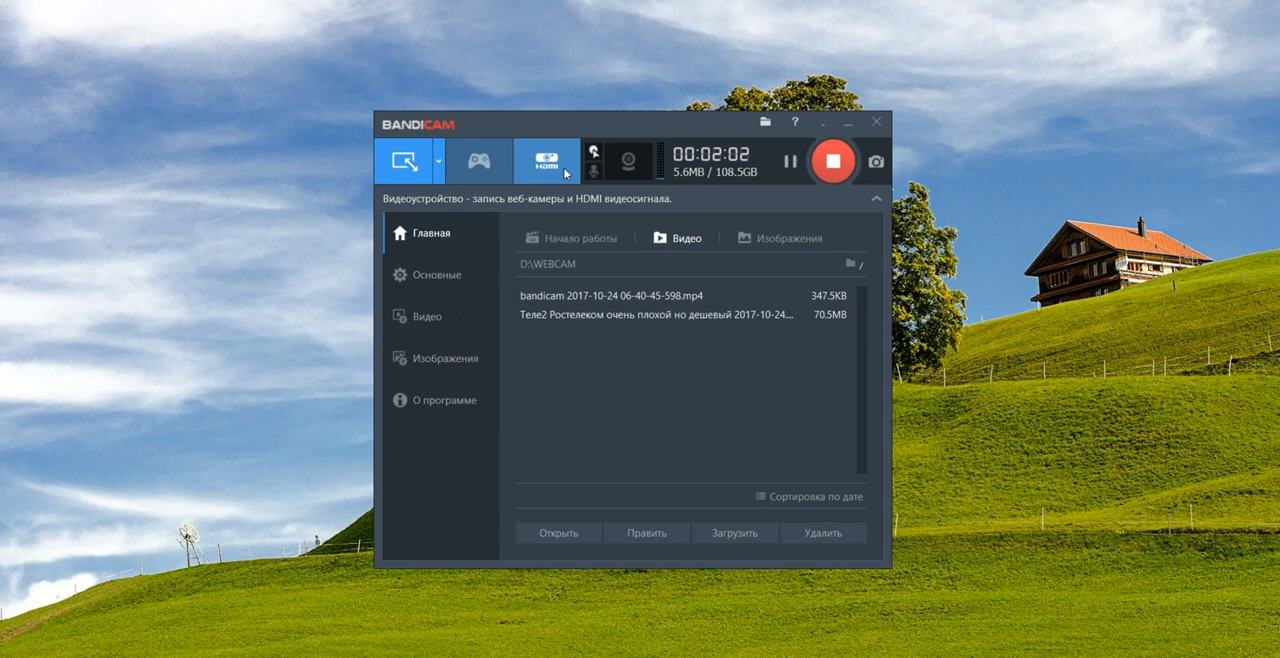 BANDICAM
?
HDMI
00:02:02
5.6MB / 108.5GB
Видеоустройство - запись веб-камеры и HDMI видеосигнала.
Главная
Основные
Видео
Изображения
О программе
Начало работы
Видео
Изображения
D:\WEBCAM
/
bandicam 2017-10-24 06-40-45-598.mp4 347.5KB
Теле2 Ростелеком очень плохой но дешевый 2017-10-24.... 70.5MB
Сортировка по дате
Открыть
Править
Загрузить
Удалить